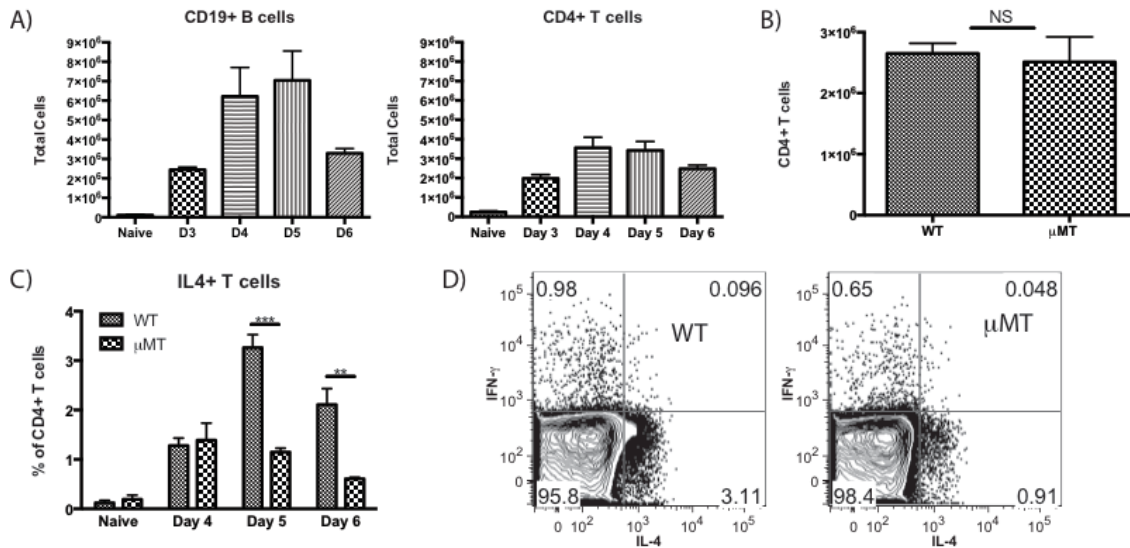 A)
CD19+ B cells
Total Cells
9×10⁶
8×10⁶
7×10⁶
6×10⁶
5×10⁶
4×10⁶
3×10⁶
2×10⁶
1×10⁶
0
Naive D3 D4 D5 D6
CD4+ T cells
Total Cells
9×10⁶
8×10⁶
7×10⁶
6×10⁶
5×10⁶
4×10⁶
3×10⁶
2×10⁶
1×10⁶
0
Naive Day 3 Day 4 Day 5 Day 6
B)
NS
CD4+ T cells
3×10⁶
2×10⁶
1×10⁶
0
WT μMT
C)
IL4+ T cells
% of CD4+ T cells
4
3
2
1
0
WT
μMT
***
**
Naive Day 4 Day 5 Day 6
D)
0.98 0.096
WT
IFN-γ
10⁵
10⁴
10³
10²
0
95.8 3.11
0 10² 10³ 10⁴ 10⁵
IL-4
0.65 0.048
μMT
IFN-γ
10⁵
10⁴
10³
10²
0
98.4 0.91
0 10² 10³ 10⁴ 10⁵
IL-4